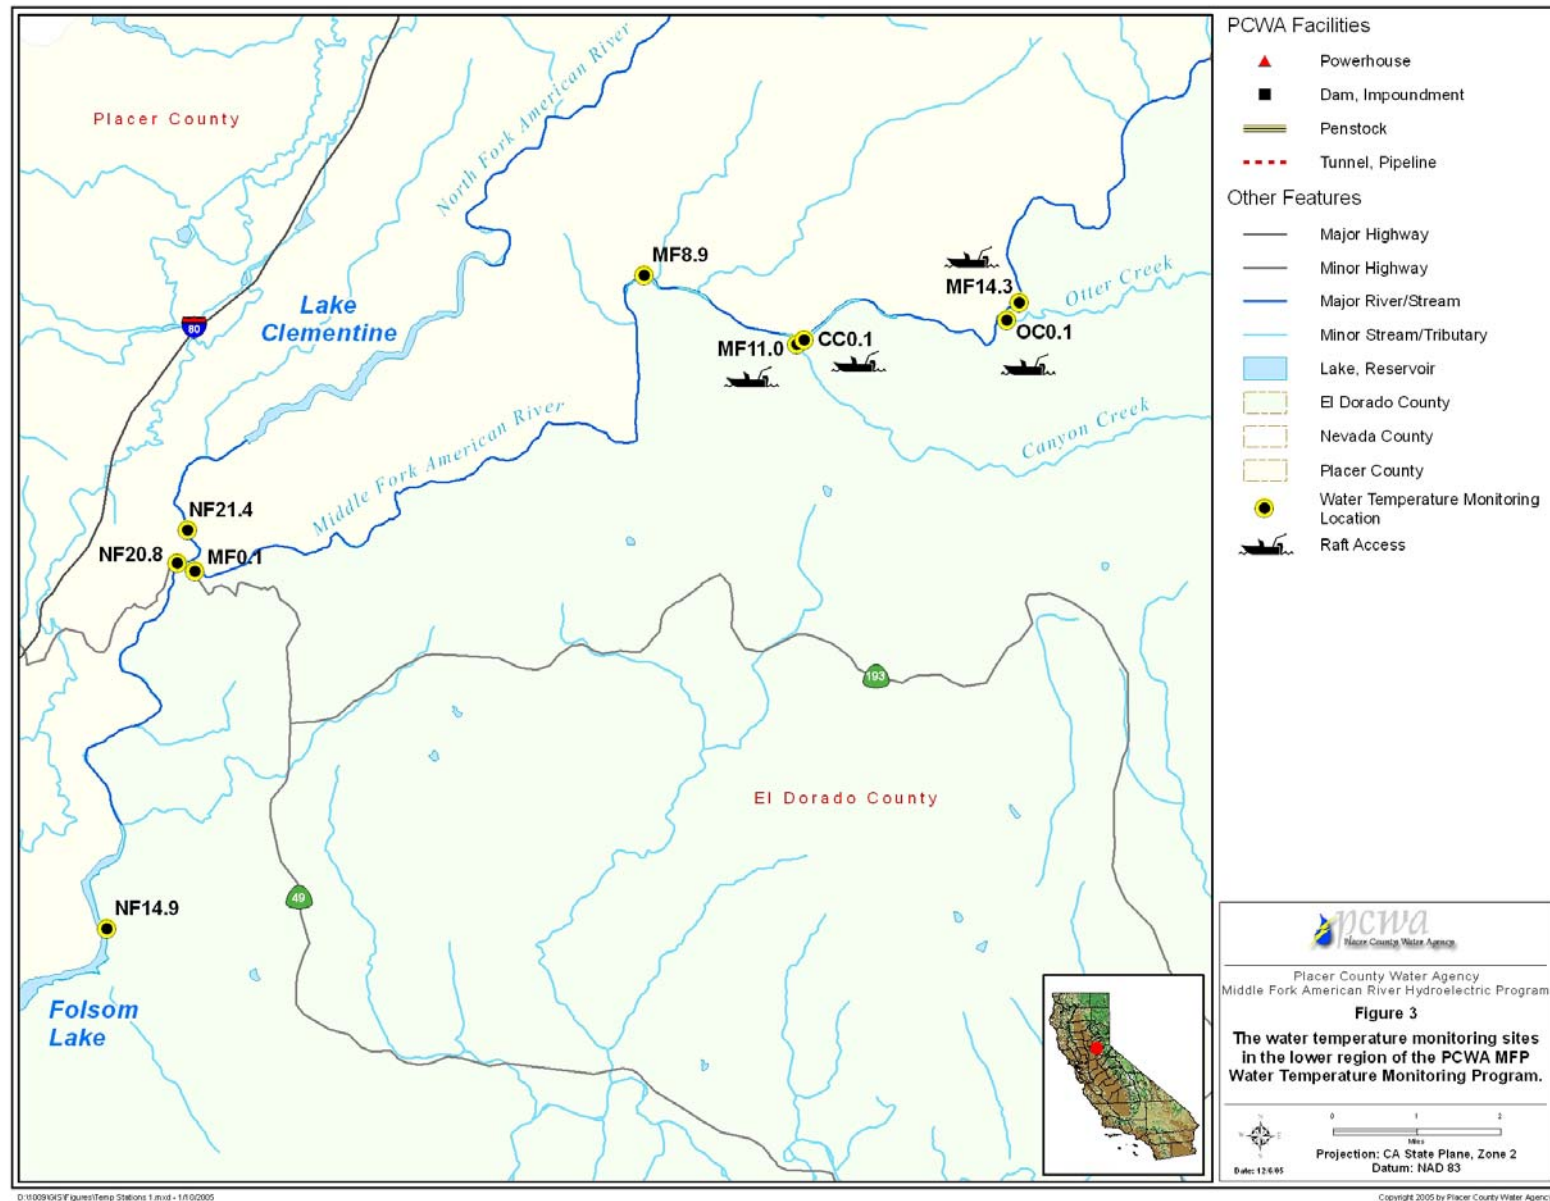 Placer County
North Fork American River
80
Lake
Clementine
MF8.9
MF14.3
Otter Creek
OC0.1
CC0.1
MF11.0
Canyon Creek
Middle Fork American River
NF21.4
NF20.8
MF0.1
193
El Dorado County
49
NF14.9
Folsom
Lake
PCWA Facilities
Powerhouse
Dam, Impoundment
Penstock
Tunnel, Pipeline
Other Features
Major Highway
Minor Highway
Major River/Stream
Minor Stream/Tributary
Lake, Reservoir
El Dorado County
Nevada County
Placer County
Water Temperature Monitoring
Location
Raft Access
pcwa
Placer County Water Agency
Placer County Water Agency
Middle Fork American River Hydroelectric Program
Figure 3
The water temperature monitoring sites
in the lower region of the PCWA MFP
Water Temperature Monitoring Program.
N
W E
S
0 1 2
Miles
Projection: CA State Plane, Zone 2
Datum: NAD 83
Date: 12/6/05
Copyright 2005 by Placer County Water Agency